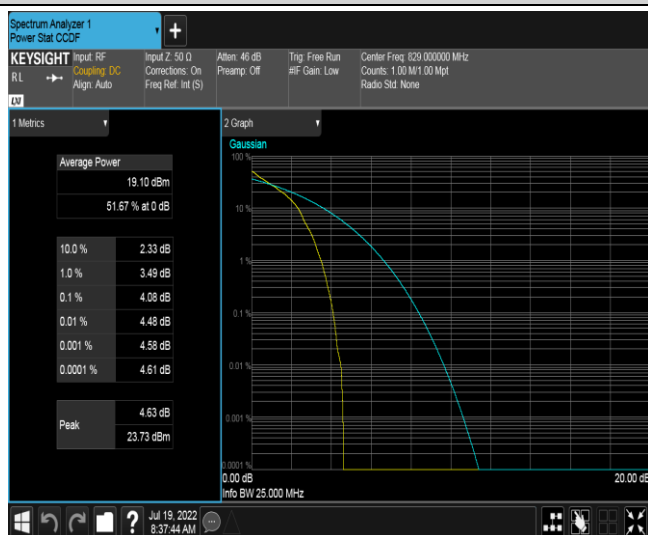 Spectrum Analyzer 1
Power Stat CCDF
+
KEYSIGHT
RL
LXI
Input: RF
Coupling: DC
Align: Auto
Input Z: 50 Ω
Corrections: On
Freq Ref: Int (S)
Atten: 46 dB
Preamp: Off
Trig: Free Run
#IF Gain: Low
Center Freq: 829.000000 MHz
Counts: 1.00 M/1.00 Mpt
Radio Std: None
1 Metrics
Average Power
19.10 dBm
51.67 % at 0 dB
10.0 % 2.33 dB
1.0 % 3.49 dB
0.1 % 4.08 dB
0.01 % 4.48 dB
0.001 % 4.58 dB
0.0001 % 4.61 dB
Peak
4.63 dB
23.73 dBm
2 Graph
Gaussian
100 %
10 %
1 %
0.1 %
0.01 %
0.001 %
0.0001 %
0.00 dB 20.00 dB
Info BW 25.000 MHz
?
Jul 19, 2022
8:37:44 AM